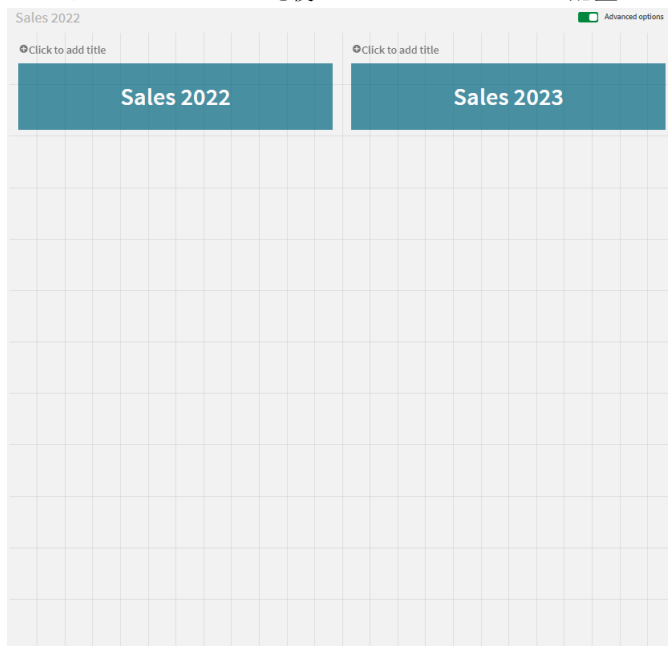 Sales 2022
Advanced options
Click to add title
Click to add title
Sales 2022
Sales 2023